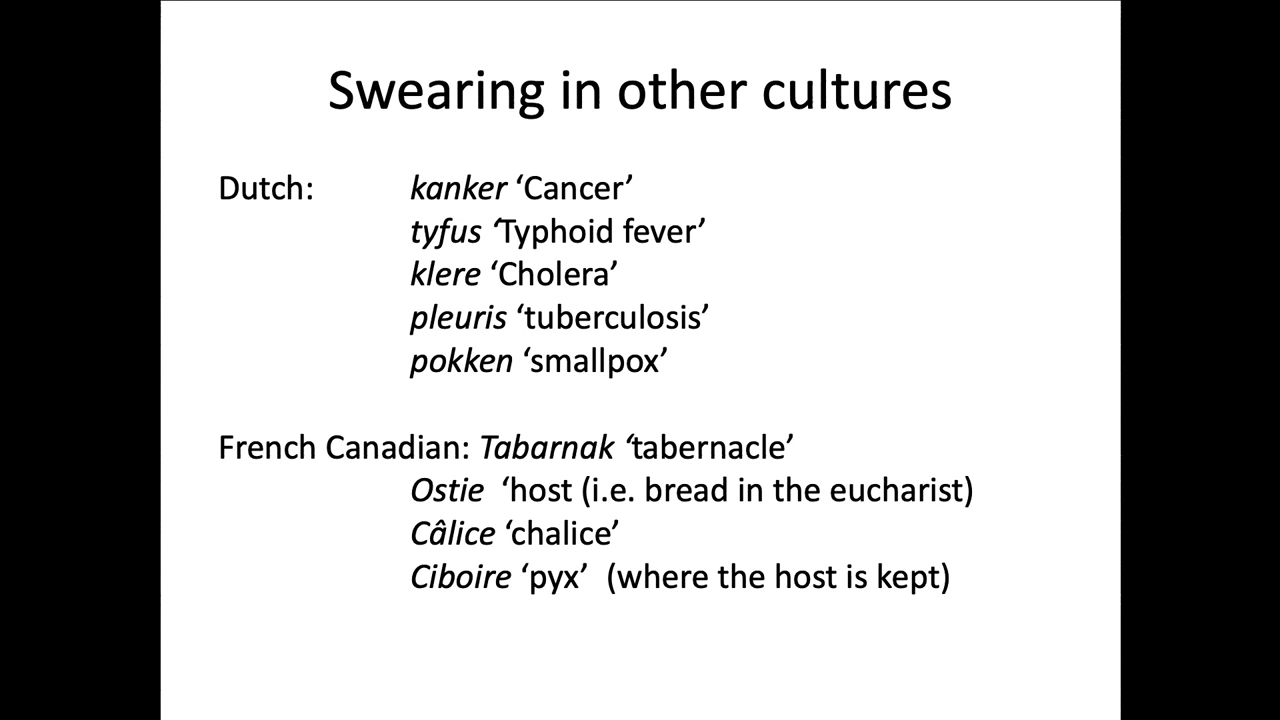 Swearing in other cultures
Dutch: kanker ‘Cancer’
tyfus ‘Typhoid fever’
klere ‘Cholera’
pleuris ‘tuberculosis’
pokken ‘smallpox’
French Canadian: Tabarnak ‘tabernacle’
Ostie ‘host (i.e. bread in the eucharist)
Câlice ‘chalice’
Ciboire ‘pyx’ (where the host is kept)